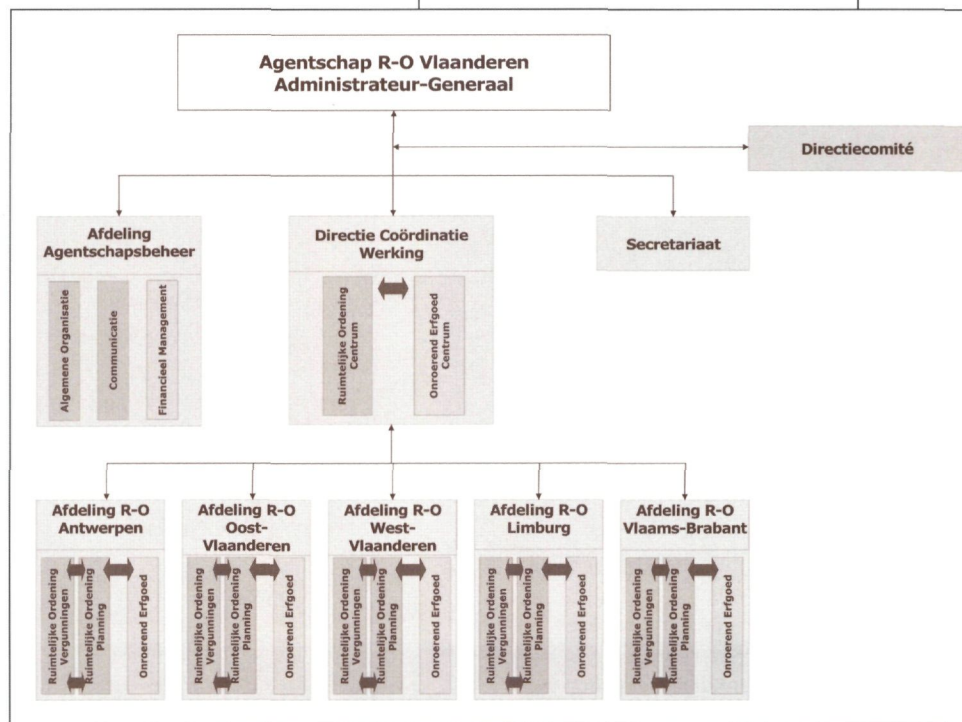 Agentschap R-O Vlaanderen
Administrateur-Generaal
Directiecomité
Afdeling
Agentschapsbeheer
Algemene Organisatie
Communicatie
Financieel Management
Directie Coördinatie
Werking
Ruimtelijke Ordening
Centrum
Onroerend Erfgoed
Centrum
Secretariaat
Afdeling R-O
Antwerpen
Ruimtelijke Ordening
Vergunningen
Ruimtelijke Ordening
Planning
Onroerend Erfgoed
Afdeling R-O
Oost-
Vlaanderen
Ruimtelijke Ordening
Vergunningen
Ruimtelijke Ordening
Planning
Onroerend Erfgoed
Afdeling R-O
West-
Vlaanderen
Ruimtelijke Ordening
Vergunningen
Ruimtelijke Ordening
Planning
Onroerend Erfgoed
Afdeling R-O
Limburg
Ruimtelijke Ordening
Vergunningen
Ruimtelijke Ordening
Planning
Onroerend Erfgoed
Afdeling R-O
Vlaams-Brabant
Ruimtelijke Ordening
Vergunningen
Ruimtelijke Ordening
Planning
Onroerend Erfgoed